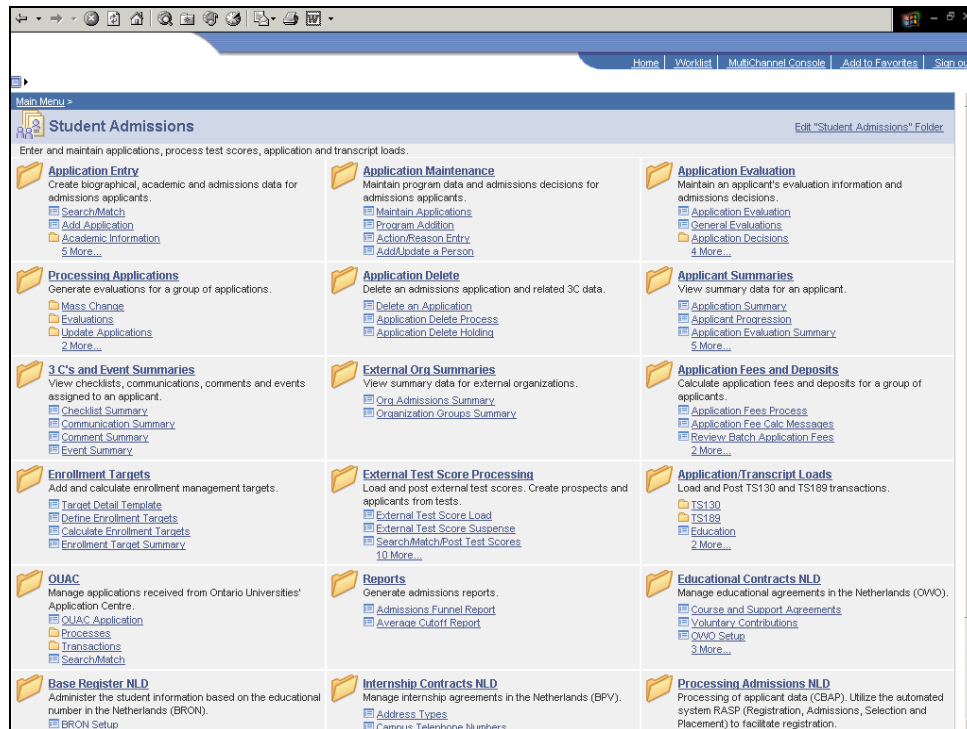 Home | Worklist | MultiChannel Console | Add to Favorites | Sign ou
Main Menu >
Student Admissions
Edit "Student Admissions" Folder
Enter and maintain applications, process test scores, application and transcript loads.
Application Entry
Create biographical, academic and admissions data for
admissions applicants.
Search/Match
Add Application
Academic Information
5 More...
Application Maintenance
Maintain program data and admissions decisions for
admissions applicants.
Maintain Applications
Program Addition
Action/Reason Entry
Add/Update a Person
Application Evaluation
Maintain an applicant's evaluation information and
admissions decisions.
Application Evaluation
General Evaluations
Application Decisions
4 More...
Processing Applications
Generate evaluations for a group of applications.
Mass Change
Evaluations
Update Applications
2 More...
Application Delete
Delete an admissions application and related 3C data.
Delete an Application
Application Delete Process
Application Delete Holding
Applicant Summaries
View summary data for an applicant.
Application Summary
Applicant Progression
Application Evaluation Summary
5 More...
3 C's and Event Summaries
View checklists, communications, comments and events
assigned to an applicant.
Checklist Summary
Communication Summary
Comment Summary
Event Summary
External Org Summaries
View summary data for external organizations.
Org Admissions Summary
Organization Groups Summary
Application Fees and Deposits
Calculate application fees and deposits for a group of
applicants.
Application Fees Process
Application Fee Calc Messages
Review Batch Application Fees
2 More...
Enrollment Targets
Add and calculate enrollment management targets.
Target Detail Template
Define Enrollment Targets
Calculate Enrollment Targets
Enrollment Target Summary
External Test Score Processing
Load and post external test scores. Create prospects and
applicants from tests.
External Test Score Load
External Test Score Suspense
Search/Match/Post Test Scores
10 More...
Application/Transcript Loads
Load and Post TS130 and TS189 transactions.
TS130
TS189
Education
2 More...
OUAC
Manage applications received from Ontario Universities'
Application Centre.
OUAC Application
Processes
Transactions
Search/Match
Reports
Generate admissions reports.
Admissions Funnel Report
Average Cutoff Report
Educational Contracts NLD
Manage educational agreements in the Netherlands (OWO).
Course and Support Agreements
Voluntary Contributions
OWO Setup
3 More...
Base Register NLD
Administer the student information based on the educational
number in the Netherlands (BRON).
BRON Setup
Internship Contracts NLD
Manage internship agreements in the Netherlands (BPV).
Address Types
Campus Telephone Numbers
Processing Admissions NLD
Processing of applicant data (CBAP). Utilize the automated
system RASP (Registration, Admissions, Selection and
Placement) to facilitate registration.